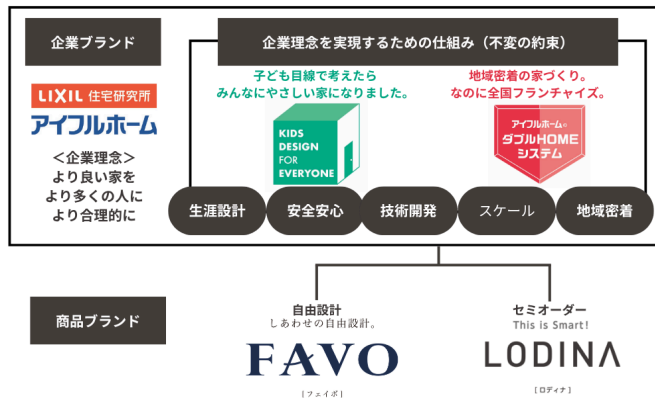 企業ブランド
企業理念を実現するための仕組み（不変の約束）
LIXIL 住宅研究所
アイフルホーム
＜企業理念＞
より良い家を
より多くの人に
より合理的に
子ども目線で考えたら
みんなにやさしい家になりました。
KIDS
DESIGN
FOR
EVERYONE
地域密着の家づくり。
なのに全国フランチャイズ。
アイフルホームの
ダブルHOME
システム
生涯設計
安全安心
技術開発
スケール
地域密着
商品ブランド
自由設計
しあわせの自由設計。
FAVO
［フェイボ］
セミオーダー
This is Smart!
LODINA
［ロディナ］